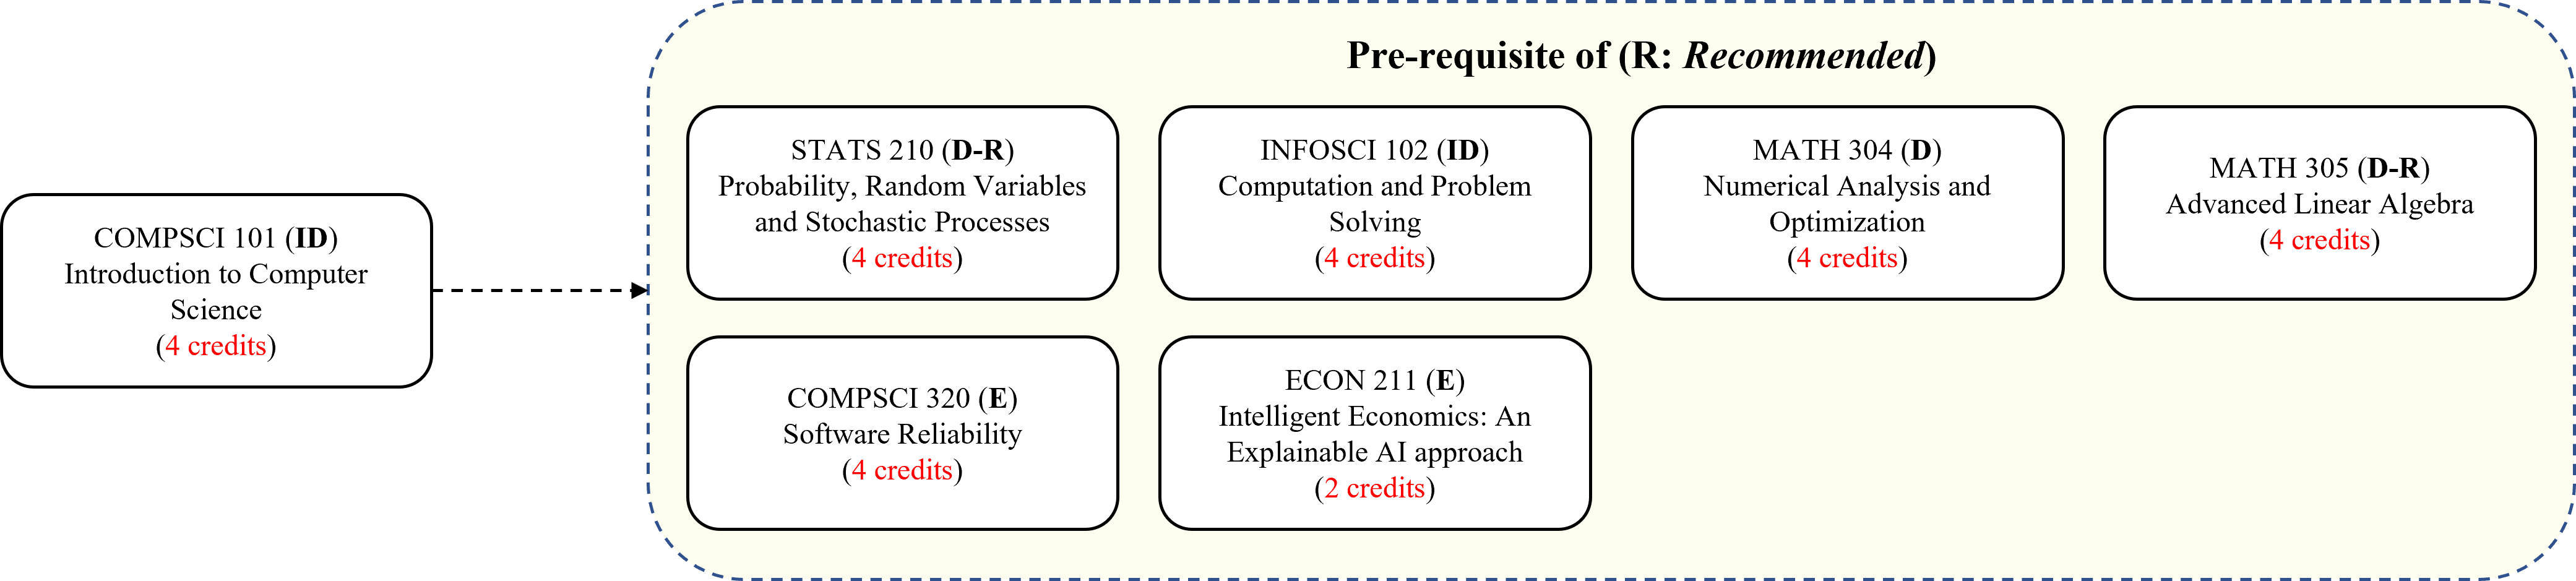 Pre-requisite of (R: Recommended)
COMPSCI 101 (ID)
Introduction to Computer
Science
(4 credits)
STATS 210 (D-R)
Probability, Random Variables
and Stochastic Processes
(4 credits)
INFOSCI 102 (ID)
Computation and Problem
Solving
(4 credits)
MATH 304 (D)
Numerical Analysis and
Optimization
(4 credits)
MATH 305 (D-R)
Advanced Linear Algebra
(4 credits)
COMPSCI 320 (E)
Software Reliability
(4 credits)
ECON 211 (E)
Intelligent Economics: An
Explainable AI approach
(2 credits)